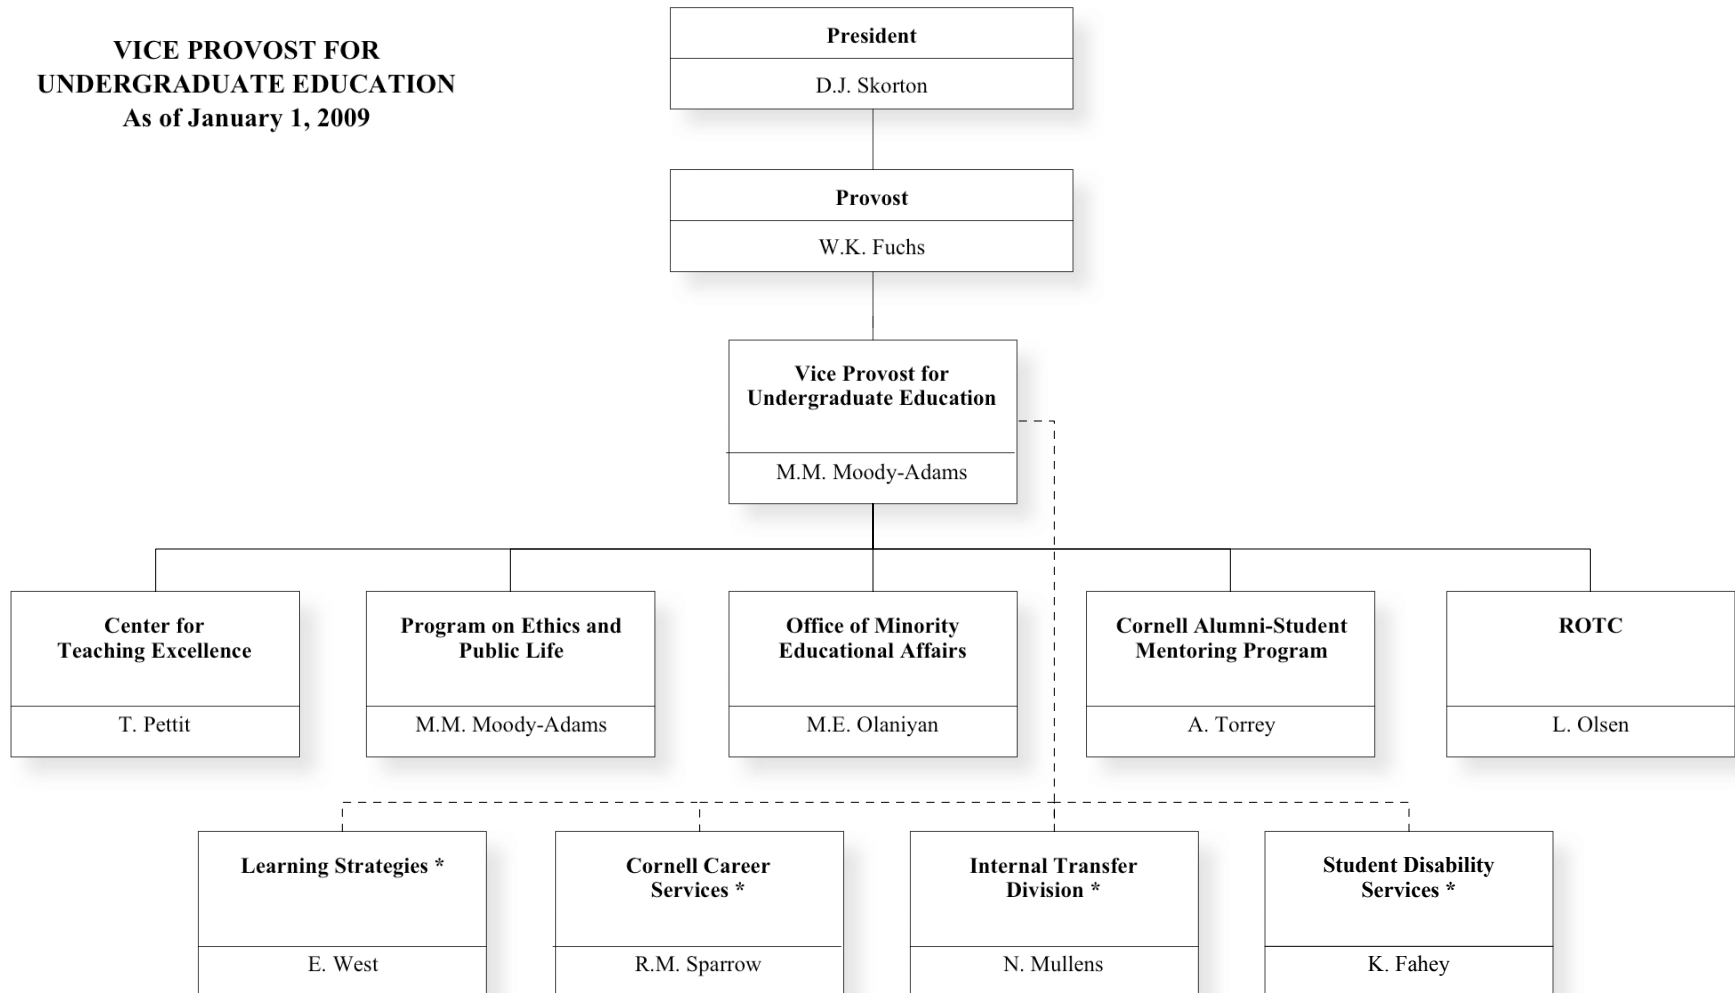 VICE PROVOST FOR
UNDERGRADUATE EDUCATION
As of January 1, 2009
President
D.J. Skorton
Provost
W.K. Fuchs
Vice Provost for
Undergraduate Education
M.M. Moody-Adams
Center for
Teaching Excellence
T. Pettit
Program on Ethics and
Public Life
M.M. Moody-Adams
Office of Minority
Educational Affairs
M.E. Olaniyan
Cornell Alumni-Student
Mentoring Program
A. Torrey
ROTC
L. Olsen
Learning Strategies *
E. West
Cornell Career
Services *
R.M. Sparrow
Internal Transfer
Division *
N. Mullens
Student Disability
Services *
K. Fahey